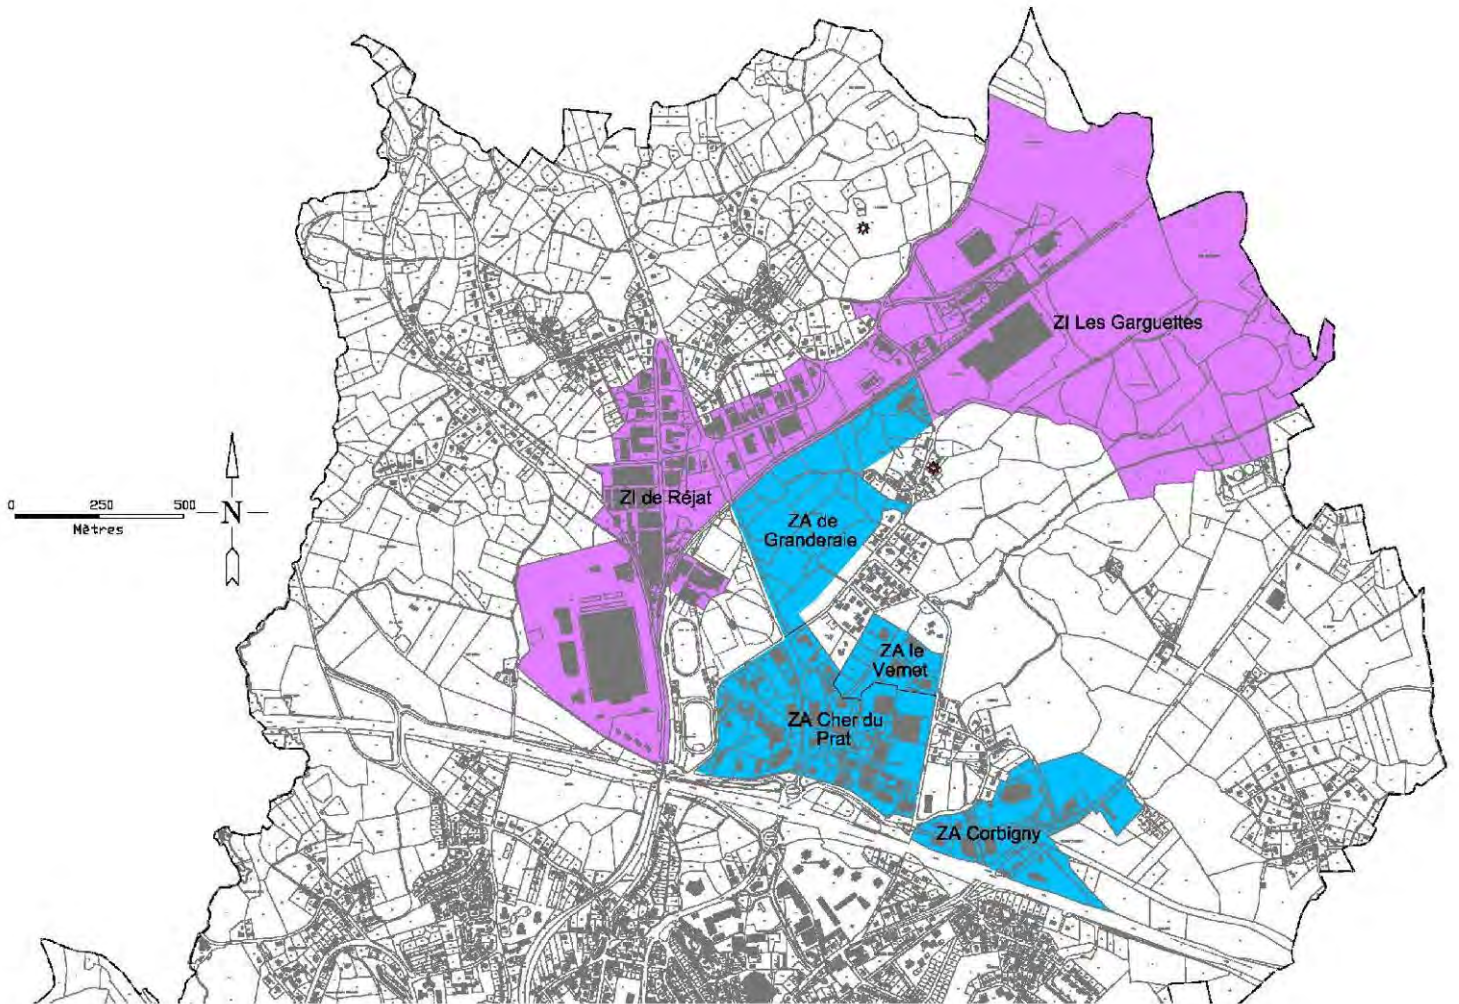 ZI Les Garguettes
ZI de Réjat
0 250 500
Mètres
N
ZA de
Granderaie
ZA le
Vernet
ZA Cher du
Prat
ZA Corbigny